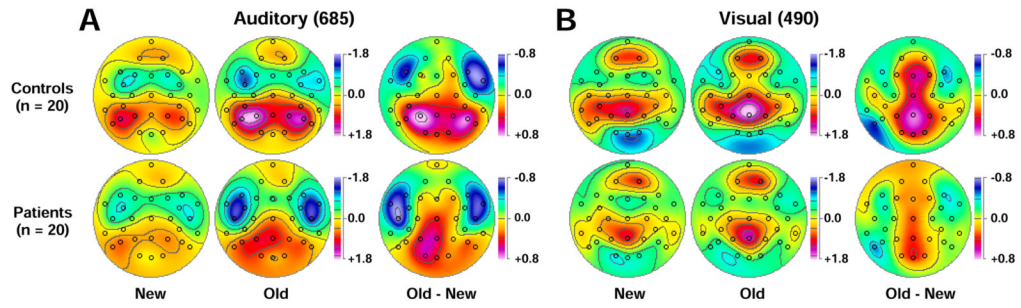 A Auditory (685) B Visual (490)
Controls
(n = 20)
-1.8 -0.8 -1.8 -0.8
0.0 0.0 0.0 0.0
+1.8 +0.8 +1.8 +0.8
Patients
(n = 20)
-1.8 -0.8 -1.8 -0.8
0.0 0.0 0.0 0.0
+1.8 +0.8 +1.8 +0.8
New Old Old - New New Old Old - New